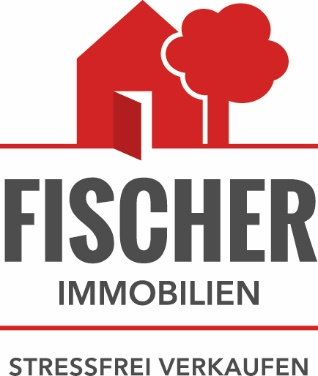 FISCHER
IMMOBILIEN
STRESSFREI VERKAUFEN